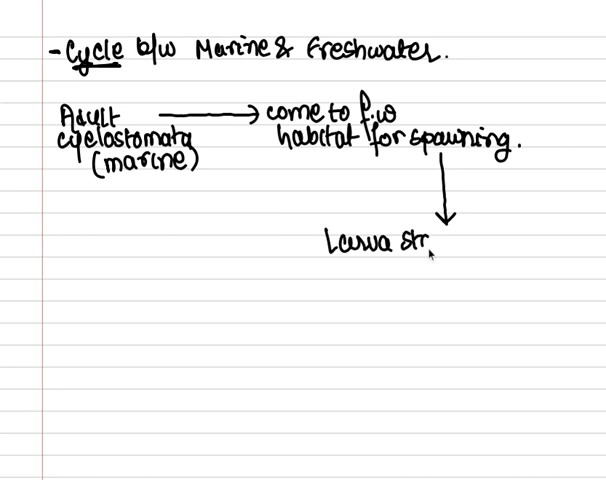 - Cycle b/w Marine & Freshwater.
Adult → come to f.w
cyclostomata habitat for spawning.
(marine)
Larva str